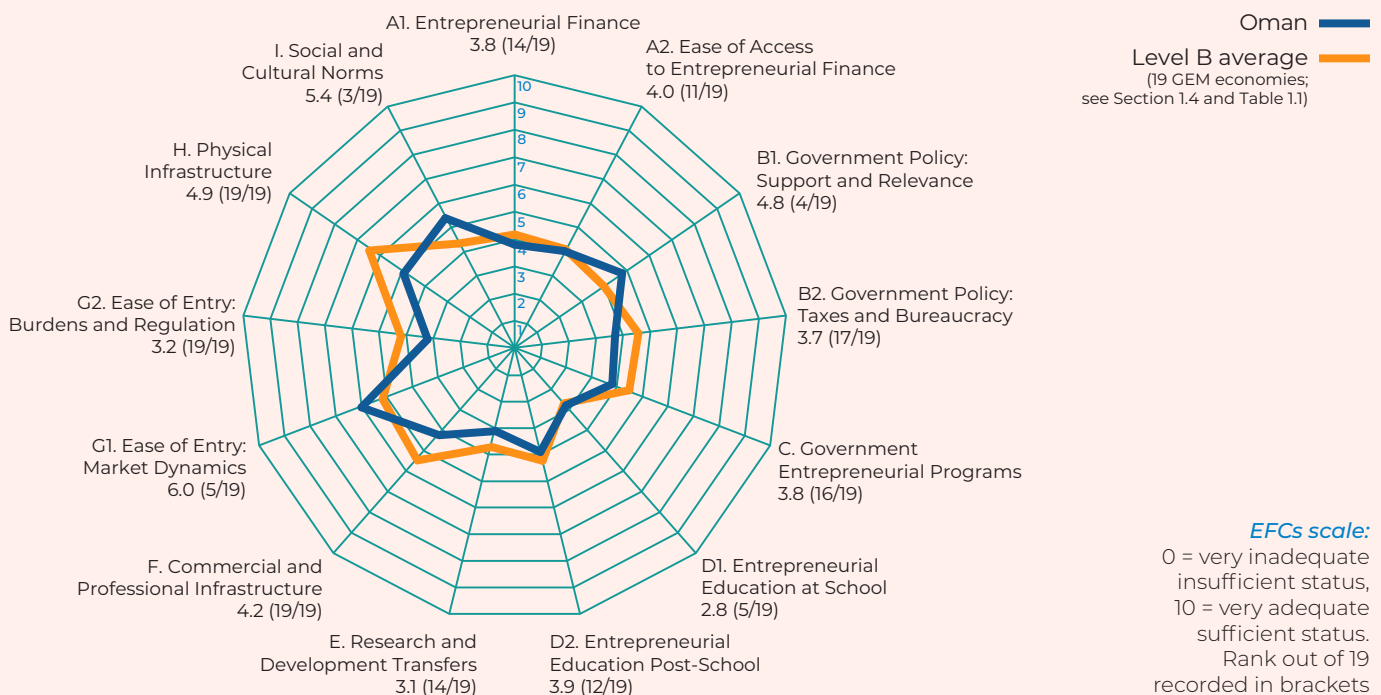 A1. Entrepreneurial Finance
3.8 (14/19)
A2. Ease of Access
to Entrepreneurial Finance
4.0 (11/19)
B1. Government Policy:
Support and Relevance
4.8 (4/19)
B2. Government Policy:
Taxes and Bureaucracy
3.7 (17/19)
C. Government
Entrepreneurial Programs
3.8 (16/19)
D1. Entrepreneurial
Education at School
2.8 (5/19)
D2. Entrepreneurial
Education Post-School
3.9 (12/19)
E. Research and
Development Transfers
3.1 (14/19)
F. Commercial and
Professional Infrastructure
4.2 (19/19)
G1. Ease of Entry:
Market Dynamics
6.0 (5/19)
G2. Ease of Entry:
Burdens and Regulation
3.2 (19/19)
H. Physical
Infrastructure
4.9 (19/19)
I. Social and
Cultural Norms
5.4 (3/19)
10
9
8
7
6
5
4
3
2
1
Oman
Level B average
(19 GEM economies;
see Section 1.4 and Table 1.1)
EFCs scale:
0 = very inadequate
insufficient status,
10 = very adequate
sufficient status.
Rank out of 19
recorded in brackets